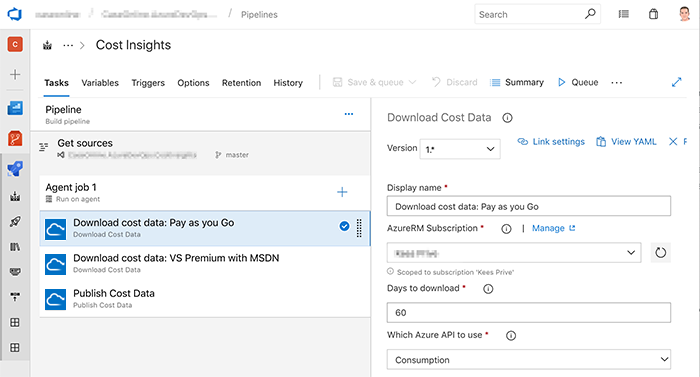 / / Pipelines
Search
C
... > Cost Insights
Tasks Variables Triggers Options Retention History Save & queue Discard Summary Queue ...
Pipeline
Build pipeline
...
Get sources
master
Agent job 1
Run on agent
Download cost data: Pay as you Go
Download Cost Data
Download cost data: VS Premium with MSDN
Download Cost Data
Publish Cost Data
Publish Cost Data
Download Cost Data
Version 1.* Link settings View YAML
Display name *
Download cost data: Pay as you Go
AzureRM Subscription * | Manage
Scoped to subscription 'Kees Prive'
Days to download *
60
Which Azure API to use *
Consumption